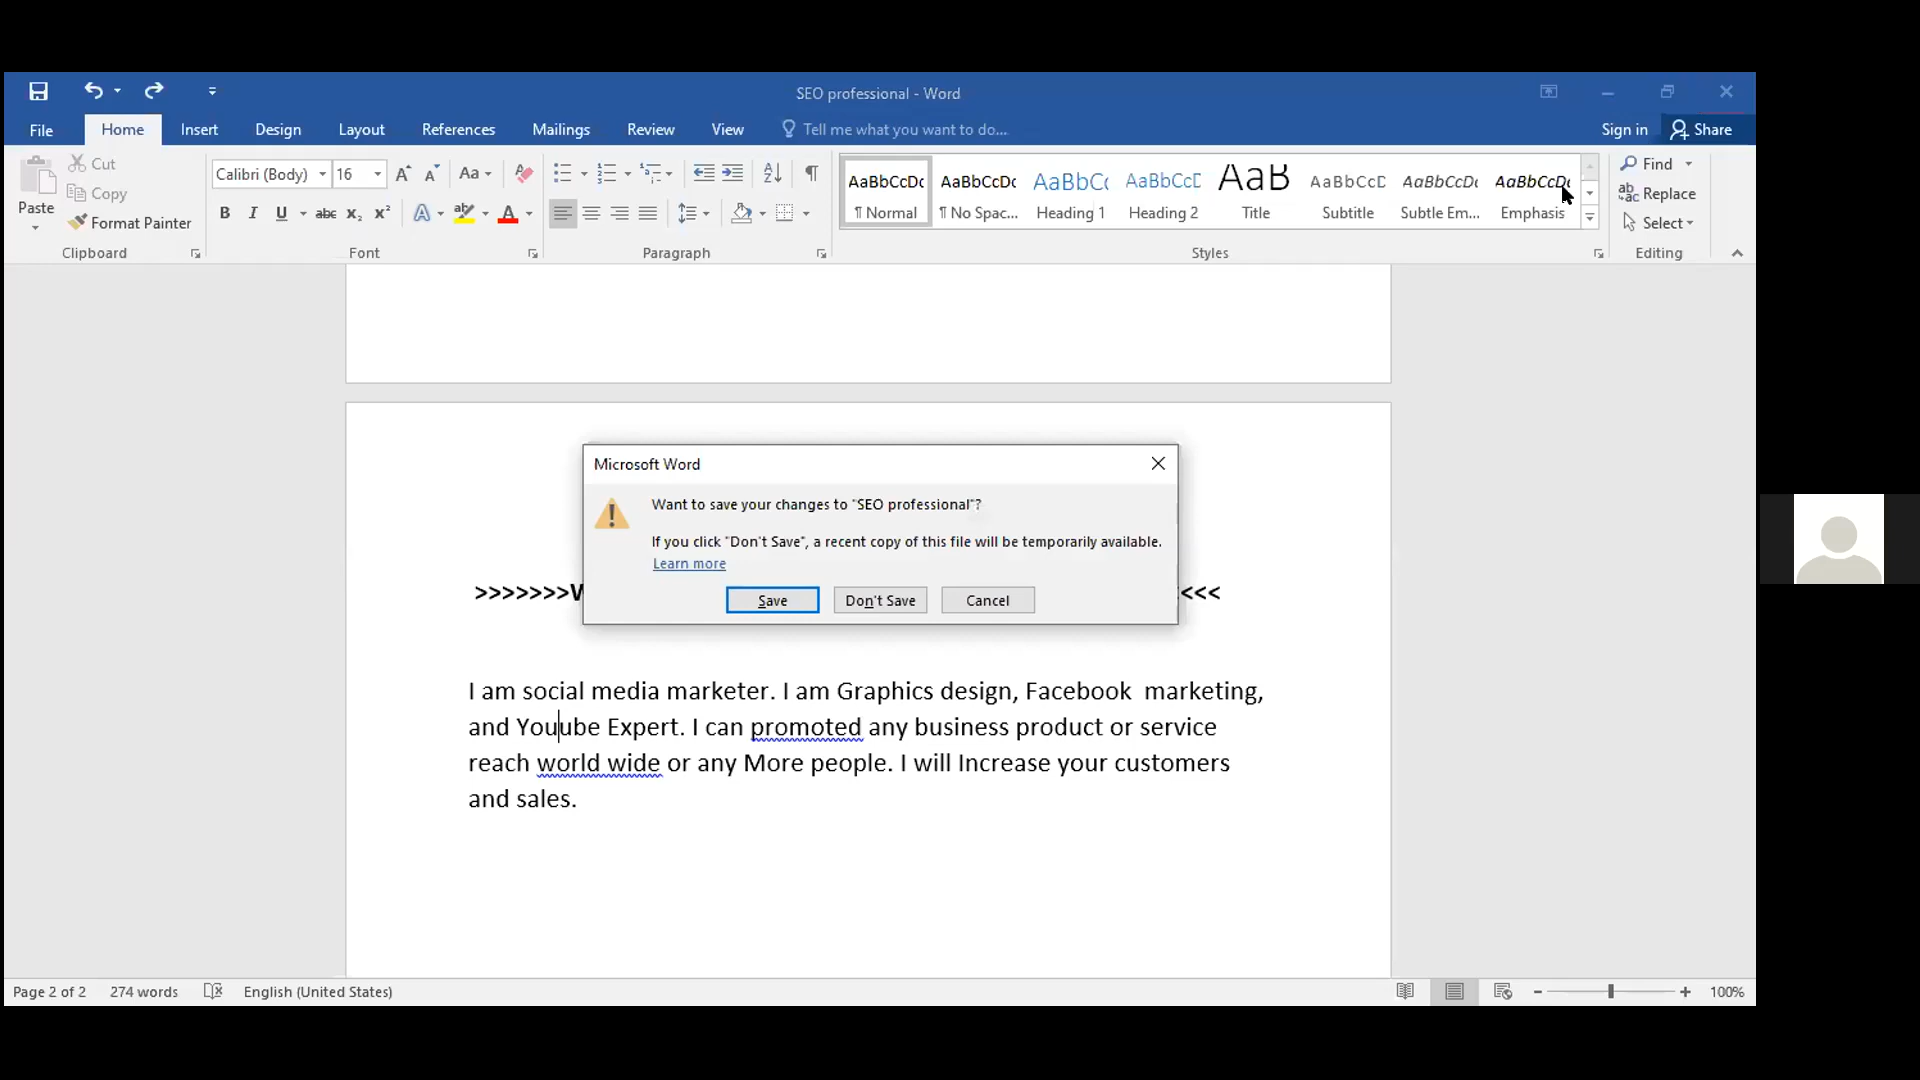 SEO professional - Word
File Home Insert Design Layout References Mailings Review View Tell me what you want to do... Sign in Share
Paste
Cut
Copy
Format Painter
Clipboard
Calibri (Body) 16 Aa
B I U abc x₂ x² A A
Font
Paragraph
AaBbCcDc AaBbCcDc AaBbC( AaBbCcD AaB AaBbCcD AaBbCcDc AaBbCcDc
¶ Normal ¶ No Spac... Heading 1 Heading 2 Title Subtitle Subtle Em... Emphasis
Styles
Find
Replace
Select
Editing
Microsoft Word
Want to save your changes to "SEO professional"?
If you click "Don't Save", a recent copy of this file will be temporarily available.
Learn more
Save Don't Save Cancel
>>>>>>>W <<<
I am social media marketer. I am Graphics design, Facebook  marketing,
and Youube Expert. I can promoted any business product or service
reach world wide or any More people. I will Increase your customers
and sales.
Page 2 of 2 274 words English (United States) 100%